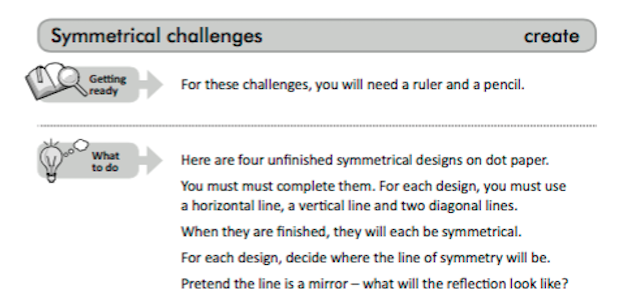 Symmetrical challenges create
Getting
ready
For these challenges, you will need a ruler and a pencil.
What
to do
Here are four unfinished symmetrical designs on dot paper.
You must must complete them. For each design, you must use
a horizontal line, a vertical line and two diagonal lines.
When they are finished, they will each be symmetrical.
For each design, decide where the line of symmetry will be.
Pretend the line is a mirror – what will the reflection look like?